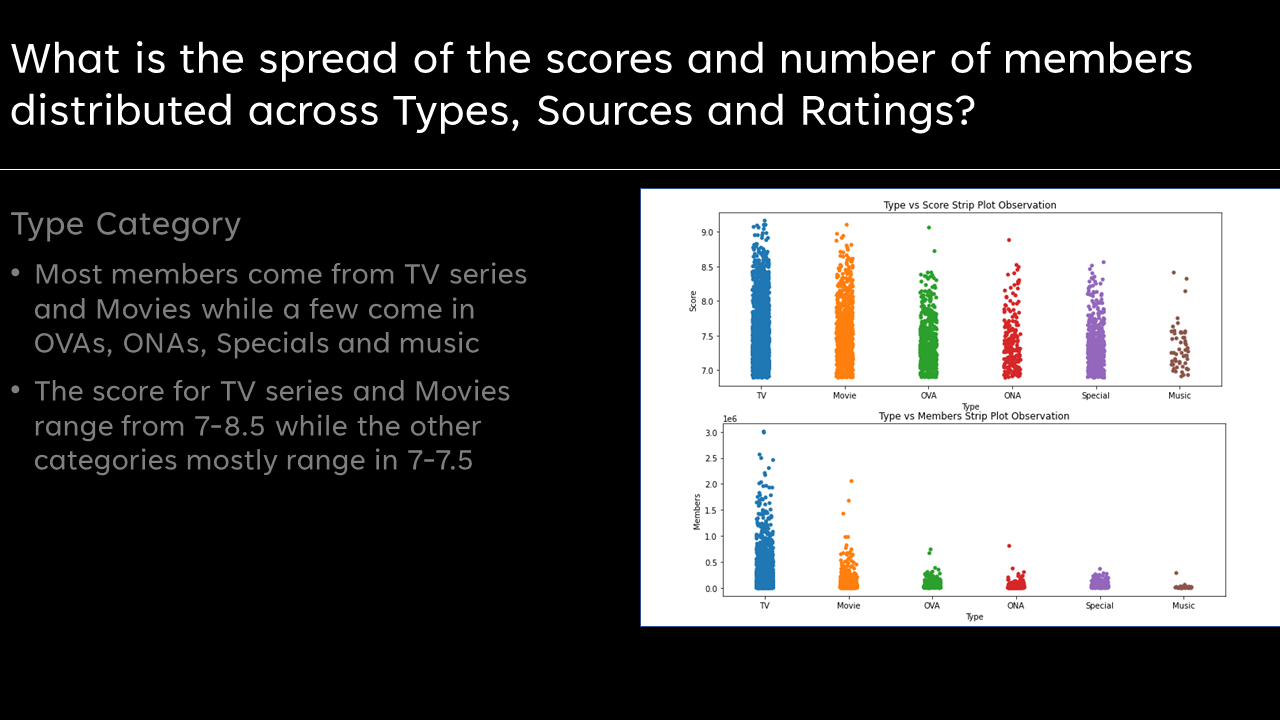 What is the spread of the scores and number of members
distributed across Types, Sources and Ratings?
Type Category
• Most members come from TV series
and Movies while a few come in
OVAs, ONAs, Specials and music
• The score for TV series and Movies
range from 7-8.5 while the other
categories mostly range in 7-7.5
Type vs Score Strip Plot Observation
9.0
8.5
8.0
7.5
7.0
Score
TV Movie OVA ONA Special Music
Type
Type vs Members Strip Plot Observation
1e6
3.0
2.5
2.0
1.5
1.0
0.5
0.0
Members
TV Movie OVA ONA Special Music
Type